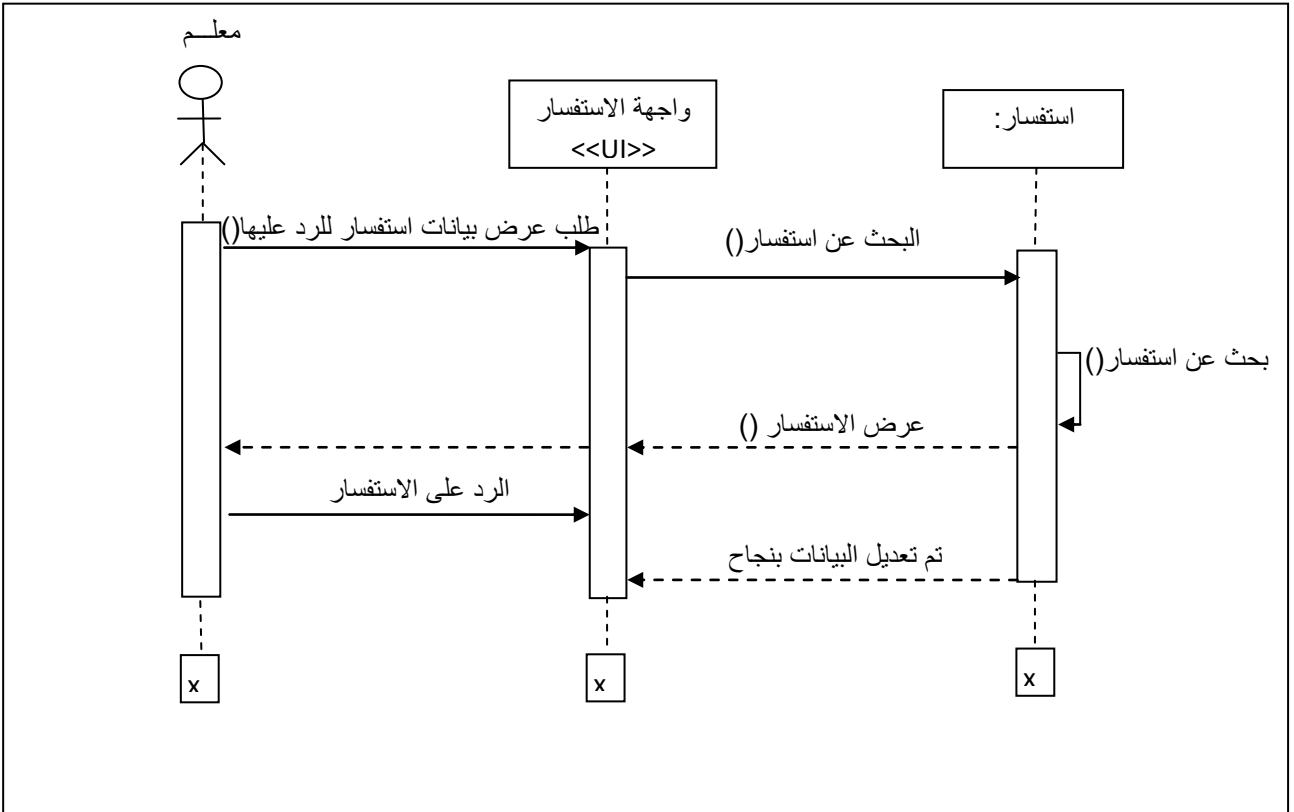 معلـــم
واجهة الاستفسار
<<UI>>
استفسار:
طلب عرض بيانات استفسار للرد عليها()
البحث عن استفسار()
بحث عن استفسار()
عرض الاستفسار ()
الرد على الاستفسار
تم تعديل البيانات بنجاح
x
x
x